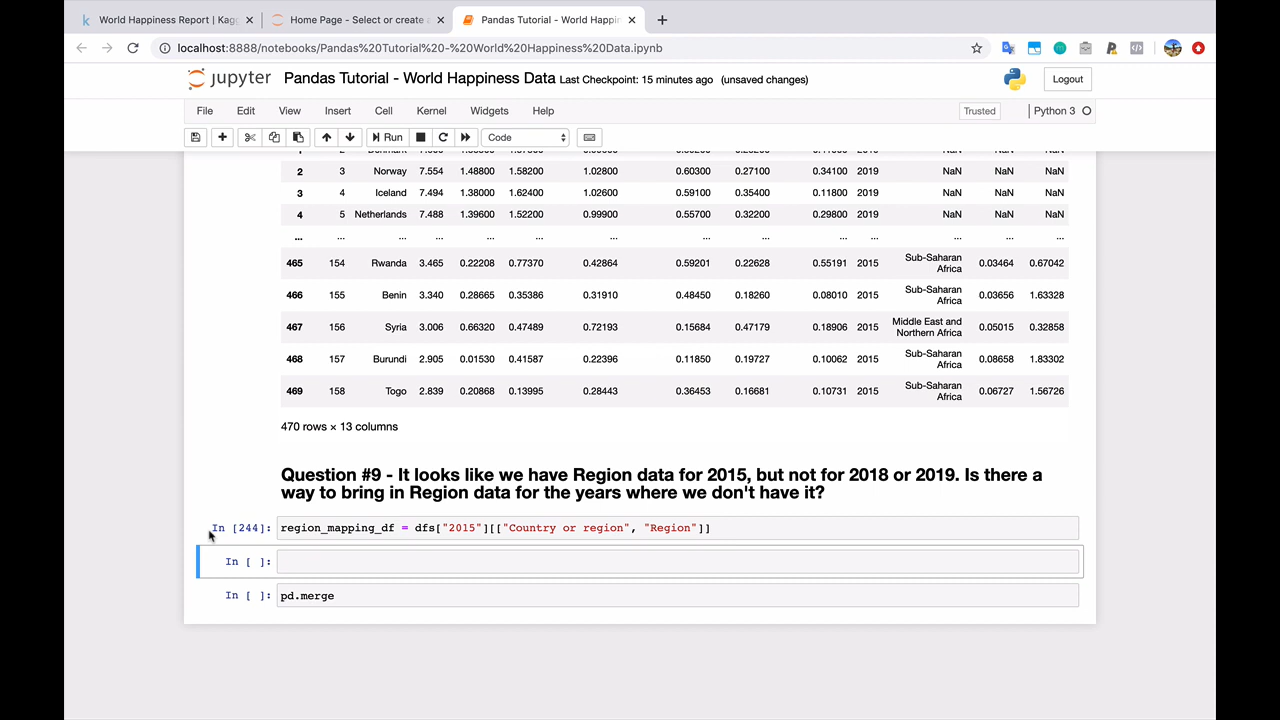 World Happiness Report | Kagg
Home Page - Select or create a
Pandas Tutorial - World Happin
localhost:8888/notebooks/Pandas%20Tutorial%20-%20World%20Happiness%20Data.ipynb
jupyter Pandas Tutorial - World Happiness Data Last Checkpoint: 15 minutes ago (unsaved changes) Logout
File Edit View Insert Cell Kernel Widgets Help Trusted Python 3
Run Code
2 3 Norway 7.554 1.48800 1.58200 1.02800 0.60300 0.27100 0.34100 2019 NaN NaN NaN
3 4 Iceland 7.494 1.38000 1.62400 1.02600 0.59100 0.35400 0.11800 2019 NaN NaN NaN
4 5 Netherlands 7.488 1.39600 1.52200 0.99900 0.55700 0.32200 0.29800 2019 NaN NaN NaN
... ... ... ... ... ... ... ... ... ... ... ... ... ...
465 154 Rwanda 3.465 0.22208 0.77370 0.42864 0.59201 0.22628 0.55191 2015 Sub-Saharan Africa 0.03464 0.67042
466 155 Benin 3.340 0.28665 0.35386 0.31910 0.48450 0.18260 0.08010 2015 Sub-Saharan Africa 0.03656 1.63328
467 156 Syria 3.006 0.66320 0.47489 0.72193 0.15684 0.47179 0.18906 2015 Middle East and Northern Africa 0.05015 0.32858
468 157 Burundi 2.905 0.01530 0.41587 0.22396 0.11850 0.19727 0.10062 2015 Sub-Saharan Africa 0.08658 1.83302
469 158 Togo 2.839 0.20868 0.13995 0.28443 0.36453 0.16681 0.10731 2015 Sub-Saharan Africa 0.06727 1.56726
470 rows × 13 columns
Question #9 - It looks like we have Region data for 2015, but not for 2018 or 2019. Is there a
way to bring in Region data for the years where we don't have it?
In [244]: region_mapping_df = dfs["2015"][["Country or region", "Region"]]
In [ ]:
In [ ]: pd.merge